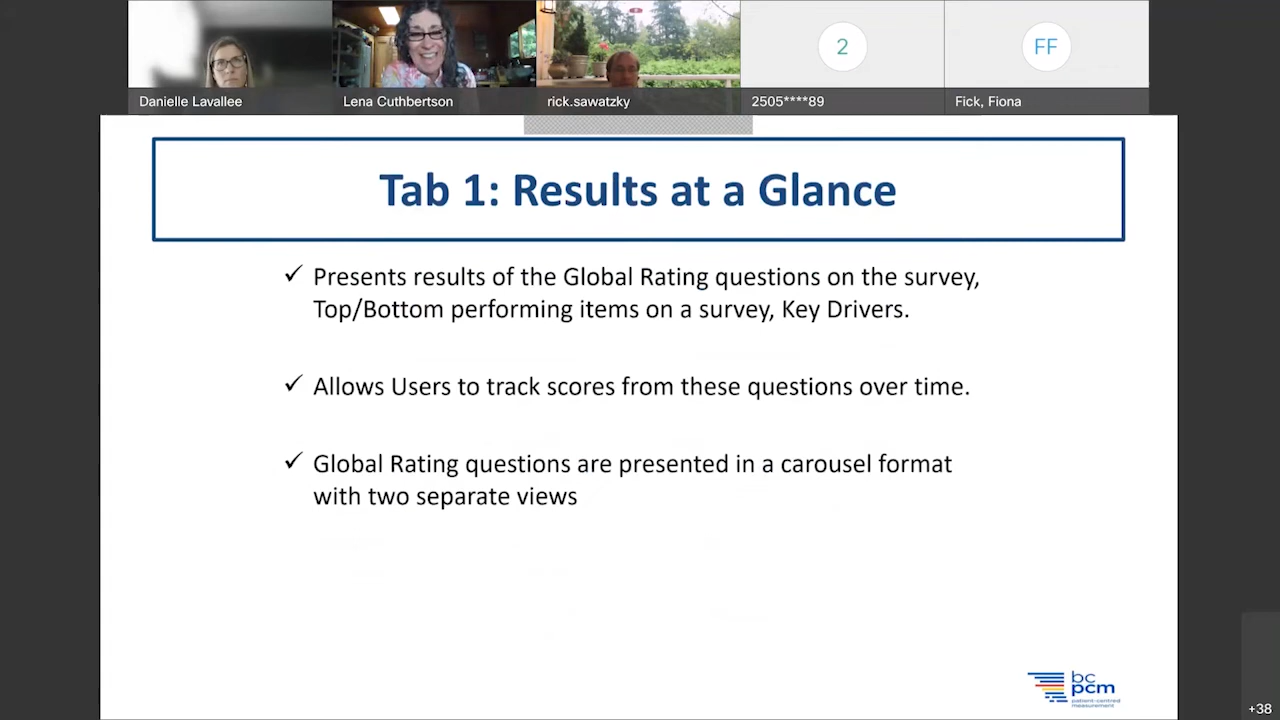 2
FF
Danielle Lavallee
Lena Cuthbertson
rick.sawatzky
2505****89
Fick, Fiona
Tab 1: Results at a Glance
✓ Presents results of the Global Rating questions on the survey,
Top/Bottom performing items on a survey, Key Drivers.
✓ Allows Users to track scores from these questions over time.
✓ Global Rating questions are presented in a carousel format
with two separate views
bc
pcm
patient-centred
measurement
+38